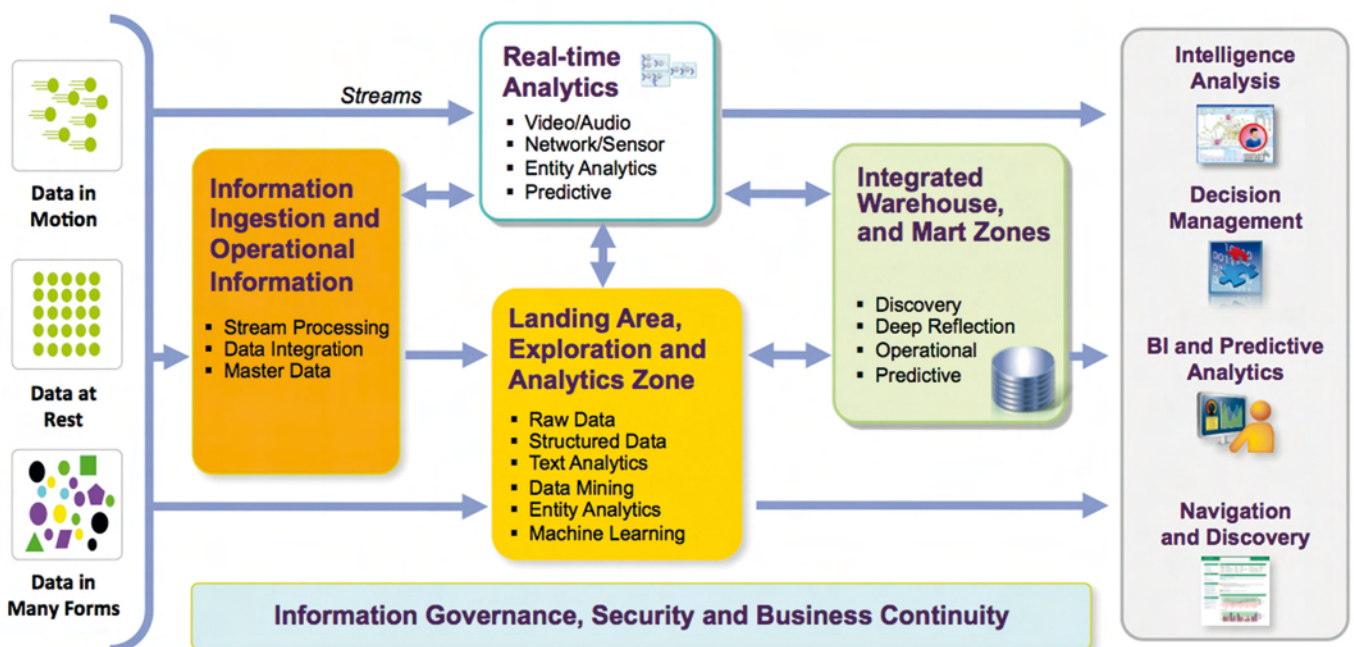 Data in
Motion
Data at
Rest
Data in
Many Forms
Streams
Information
Ingestion and
Operational
Information
▪ Stream Processing
▪ Data Integration
▪ Master Data
Real-time
Analytics
▪ Video/Audio
▪ Network/Sensor
▪ Entity Analytics
▪ Predictive
Landing Area,
Exploration and
Analytics Zone
▪ Raw Data
▪ Structured Data
▪ Text Analytics
▪ Data Mining
▪ Entity Analytics
▪ Machine Learning
Integrated
Warehouse,
and Mart Zones
▪ Discovery
▪ Deep Reflection
▪ Operational
▪ Predictive
Intelligence
Analysis
Decision
Management
BI and Predictive
Analytics
Navigation
and Discovery
Information Governance, Security and Business Continuity